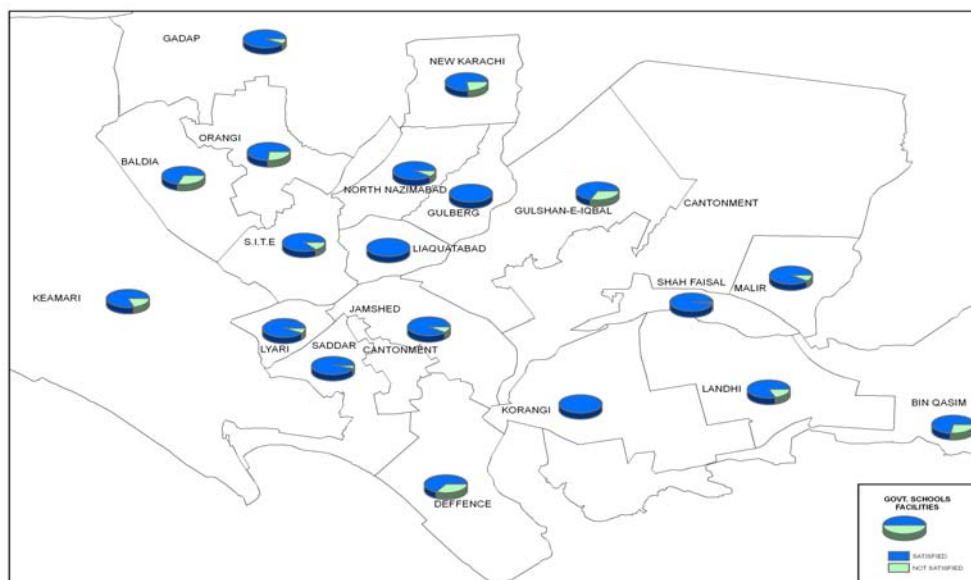 GADAP
NEW KARACHI
ORANGI
BALDIA
NORTH NAZIMABAD
GULBERG
GULSHAN-E-IQBAL
CANTONMENT
S.I.T.E
LIAQUATABAD
SHAH FAISAL
MALIR
KEAMARI
JAMSHED
LYARI
SADDAR
CANTONMENT
LANDHI
BIN QASIM
KORANGI
DEFFENCE
GOVT. SCHOOLS
FACILITIES
SATISFIED
NOT SATISFIED